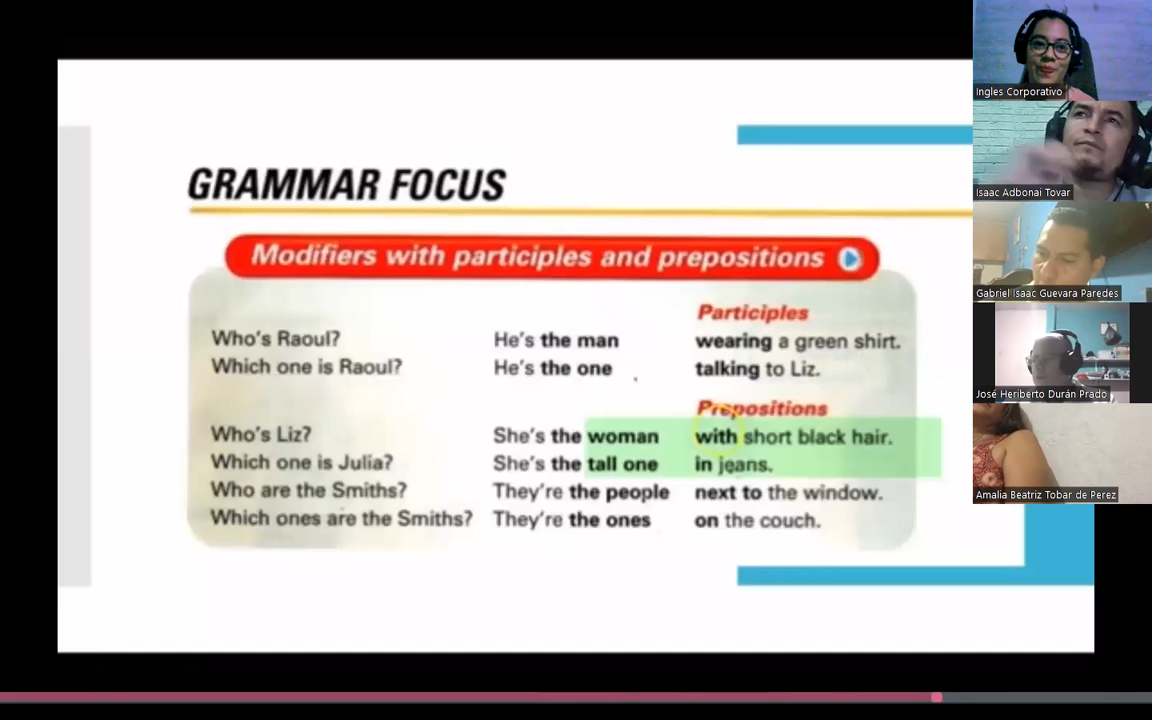 GRAMMAR FOCUS
Modifiers with participles and prepositions
Participles
Who's Raoul? He's the man wearing a green shirt.
Which one is Raoul? He's the one talking to Liz.
Prepositions
Who's Liz? She's the woman with short black hair.
Which one is Julia? She's the tall one in jeans.
Who are the Smiths? They're the people next to the window.
Which ones are the Smiths? They're the ones on the couch.
Ingles Corporativo
Isaac Adbonai Tovar
Gabriel Isaac Guevara Paredes
José Heriberto Durán Prado
Amalia Beatriz Tobar de Perez